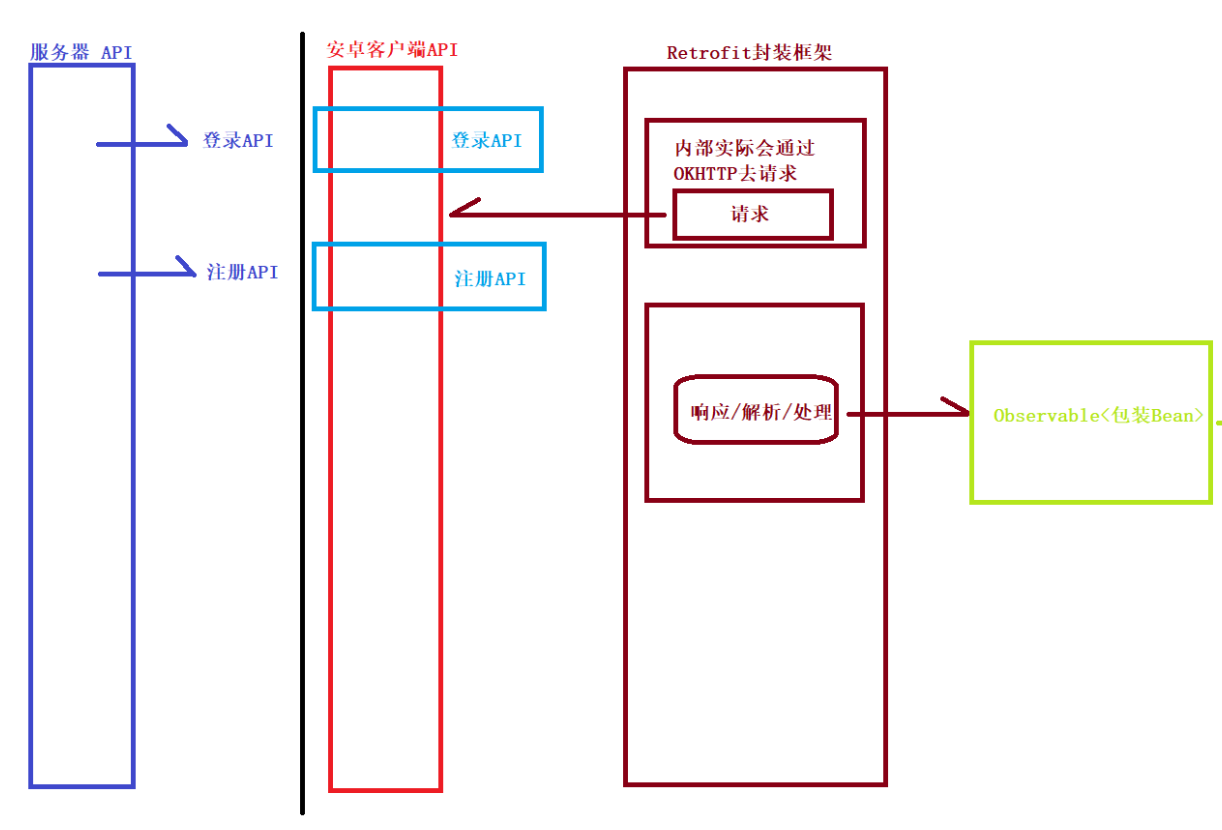 服务器 API
安卓客户端API
Retrofit封装框架
登录API
登录API
内部实际会通过
OKHTTP去请求
请求
注册API
注册API
响应/解析/处理
Observable<包装Bean>